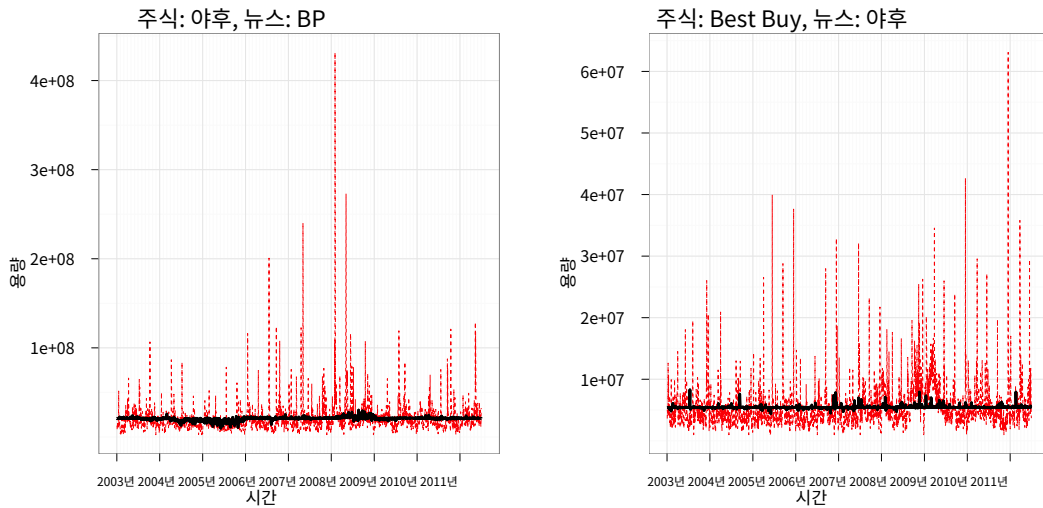 주식: 야후, 뉴스: BP
4e+08
3e+08
2e+08
1e+08
용량
2003년 2004년 2005년 2006년 2007년 2008년 2009년 2010년 2011년
시간
주식: Best Buy, 뉴스: 야후
6e+07
5e+07
4e+07
3e+07
2e+07
1e+07
용량
2003년 2004년 2005년 2006년 2007년 2008년 2009년 2010년 2011년
시간